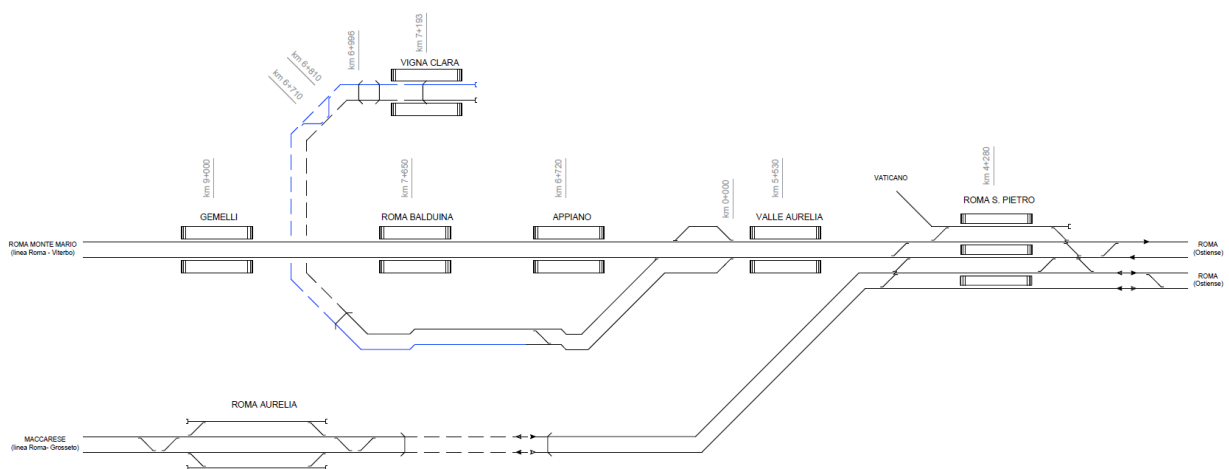 km 7+193
km 6+996
km 6+810
km 6+710
VIGNA CLARA
km 9+000
km 7+650
km 6+720
km 0+000
km 5+530
km 4+280
VATICANO
GEMELLI
ROMA BALDUINA
APPIANO
VALLE AURELIA
ROMA S. PIETRO
ROMA MONTE MARIO
(linea Roma - Viterbo)
ROMA
(Ostiense)
ROMA
(Ostiense)
ROMA AURELIA
MACCARESE
(linea Roma- Grosseto)